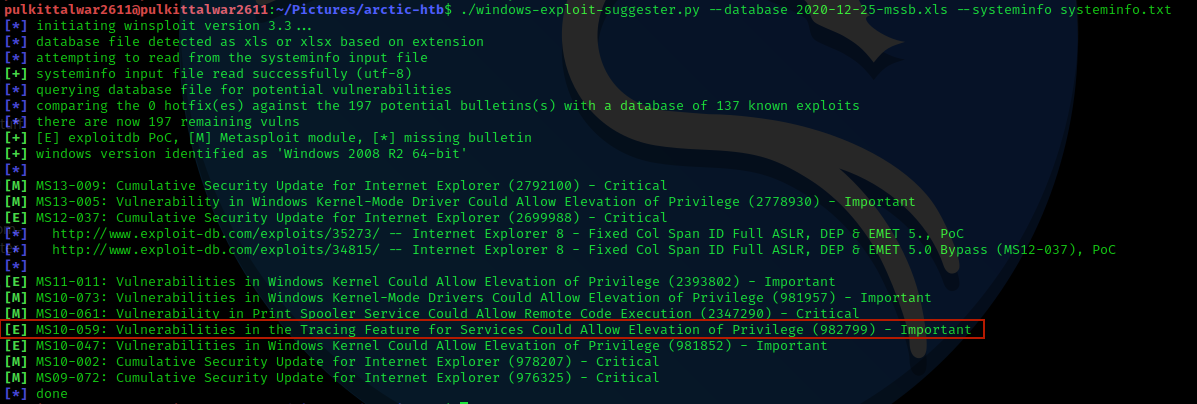 pulkittalwar2611@pulkittalwar2611:~/Pictures/arctic-htb$ ./windows-exploit-suggester.py --database 2020-12-25-mssb.xls --systeminfo systeminfo.txt
[*] initiating winsploit version 3.3...
[*] database file detected as xls or xlsx based on extension
[*] attempting to read from the systeminfo input file
[+] systeminfo input file read successfully (utf-8)
[*] querying database file for potential vulnerabilities
[*] comparing the 0 hotfix(es) against the 197 potential bulletins(s) with a database of 137 known exploits
[*] there are now 197 remaining vulns
[+] [E] exploitdb PoC, [M] Metasploit module, [*] missing bulletin
[+] windows version identified as 'Windows 2008 R2 64-bit'
[*]
[M] MS13-009: Cumulative Security Update for Internet Explorer (2792100) - Critical
[M] MS13-005: Vulnerability in Windows Kernel-Mode Driver Could Allow Elevation of Privilege (2778930) - Important
[E] MS12-037: Cumulative Security Update for Internet Explorer (2699988) - Critical
[*]   http://www.exploit-db.com/exploits/35273/ -- Internet Explorer 8 - Fixed Col Span ID Full ASLR, DEP & EMET 5., PoC
[*]   http://www.exploit-db.com/exploits/34815/ -- Internet Explorer 8 - Fixed Col Span ID Full ASLR, DEP & EMET 5.0 Bypass (MS12-037), PoC
[*]
[E] MS11-011: Vulnerabilities in Windows Kernel Could Allow Elevation of Privilege (2393802) - Important
[M] MS10-073: Vulnerabilities in Windows Kernel-Mode Drivers Could Allow Elevation of Privilege (981957) - Important
[M] MS10-061: Vulnerability in Print Spooler Service Could Allow Remote Code Execution (2347290) - Critical
[E] MS10-059: Vulnerabilities in the Tracing Feature for Services Could Allow Elevation of Privilege (982799) - Important
[E] MS10-047: Vulnerabilities in Windows Kernel Could Allow Elevation of Privilege (981852) - Important
[M] MS10-002: Cumulative Security Update for Internet Explorer (978207) - Critical
[M] MS09-072: Cumulative Security Update for Internet Explorer (976325) - Critical
[*] done